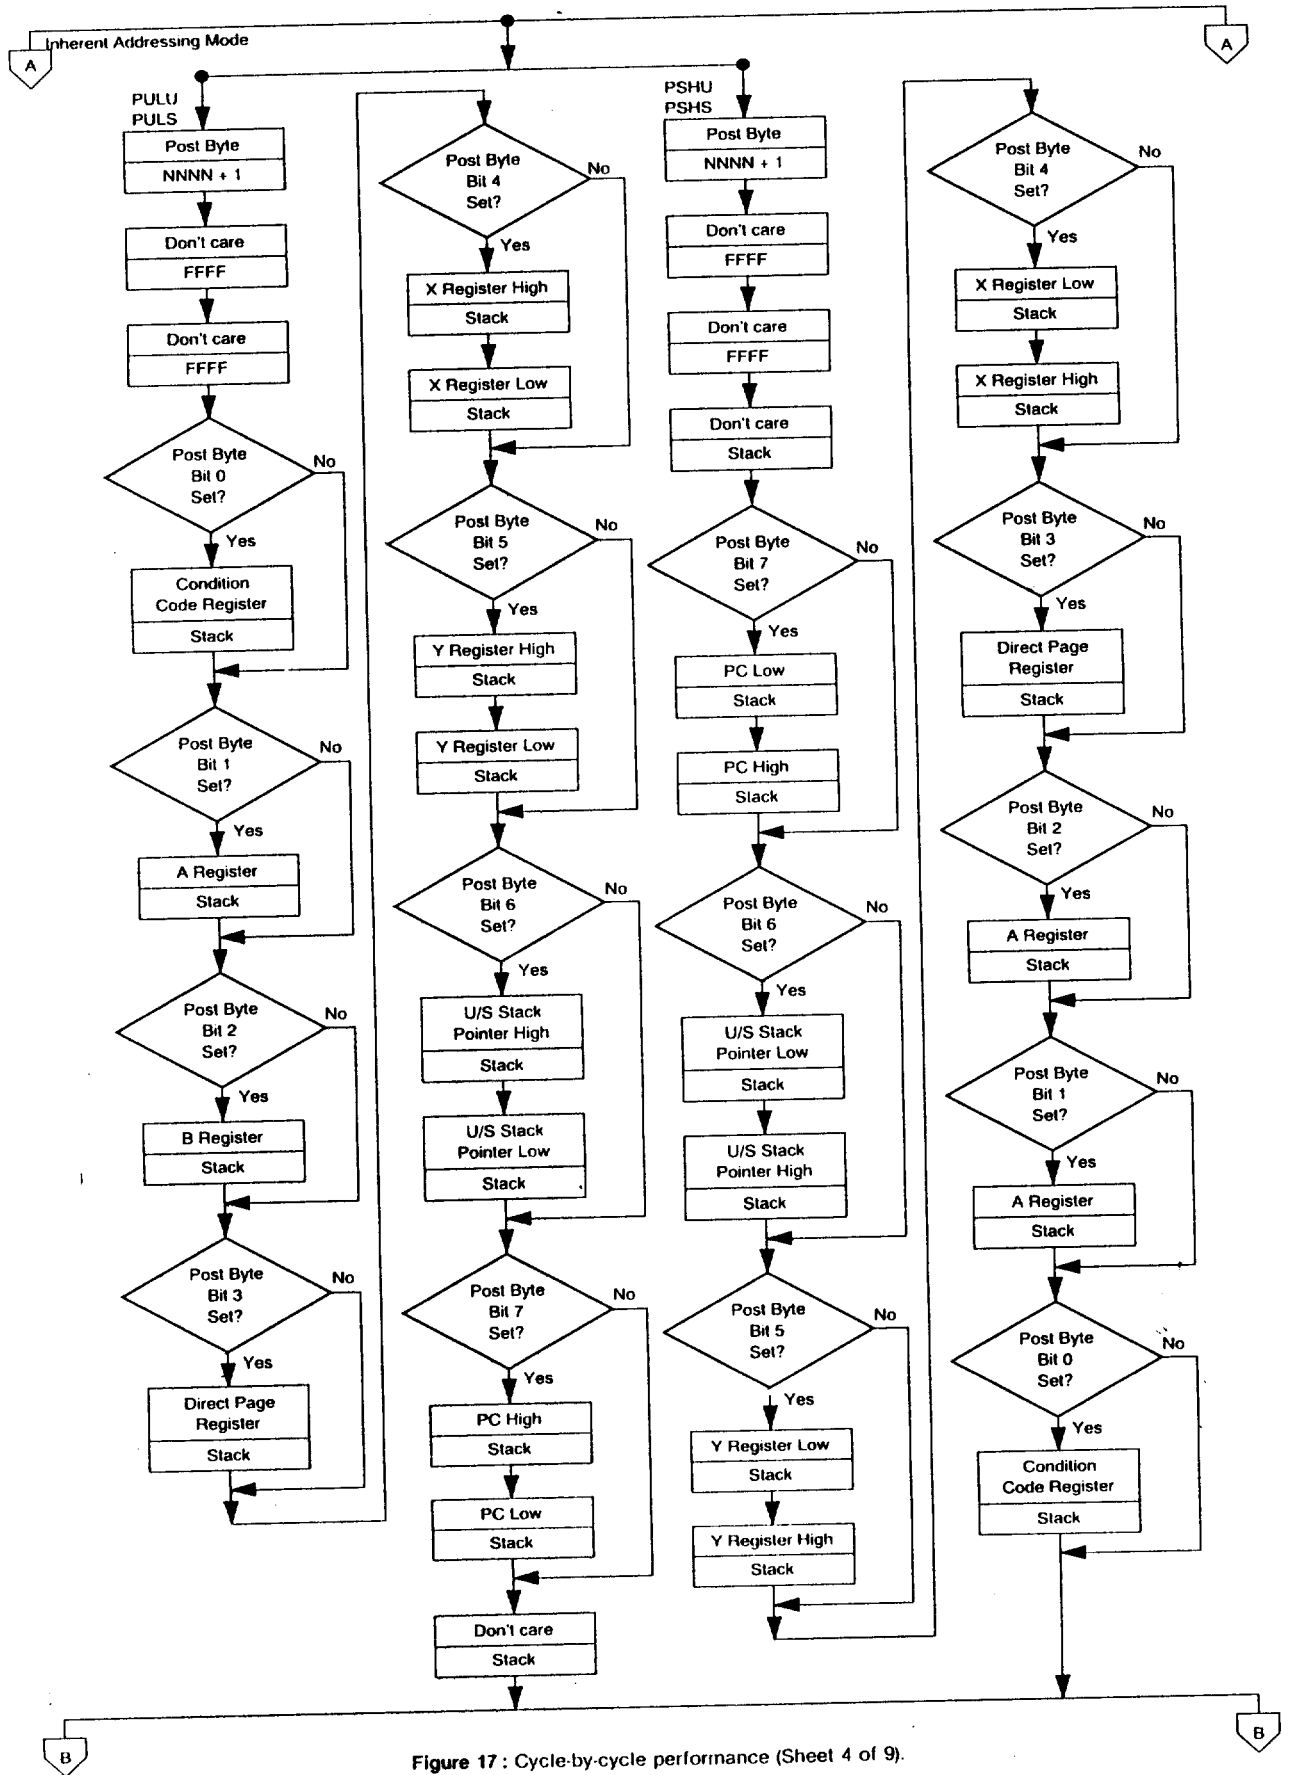 Inherent Addressing Mode
A
A
PULU
PULS
Post Byte
NNNN + 1
Don't care
FFFF
Don't care
FFFF
Post Byte
Bit 0
Set?
No
Yes
Condition
Code Register
Stack
Post Byte
Bit 1
Set?
No
Yes
A Register
Stack
Post Byte
Bit 2
Set?
No
Yes
B Register
Stack
Post Byte
Bit 3
Set?
No
Yes
Direct Page
Register
Stack
Post Byte
Bit 4
Set?
No
Yes
X Register High
Stack
X Register Low
Stack
Post Byte
Bit 5
Set?
No
Yes
Y Register High
Stack
Y Register Low
Stack
Post Byte
Bit 6
Set?
No
Yes
U/S Stack
Pointer High
Stack
U/S Stack
Pointer Low
Stack
Post Byte
Bit 7
Set?
No
Yes
PC High
Stack
PC Low
Stack
Don't care
Stack
PSHU
PSHS
Post Byte
NNNN + 1
Don't care
FFFF
Don't care
FFFF
Don't care
Stack
Post Byte
Bit 7
Set?
No
Yes
PC Low
Stack
PC High
Stack
Post Byte
Bit 6
Set?
No
Yes
U/S Stack
Pointer Low
Stack
U/S Stack
Pointer High
Stack
Post Byte
Bit 5
Set?
No
Yes
Y Register Low
Stack
Y Register High
Stack
Post Byte
Bit 4
Set?
No
Yes
X Register Low
Stack
X Register High
Stack
Post Byte
Bit 3
Set?
No
Yes
Direct Page
Register
Stack
Post Byte
Bit 2
Set?
No
Yes
A Register
Stack
Post Byte
Bit 1
Set?
No
Yes
A Register
Stack
Post Byte
Bit 0
Set?
No
Yes
Condition
Code Register
Stack
B
B
Figure 17 : Cycle-by-cycle performance (Sheet 4 of 9).